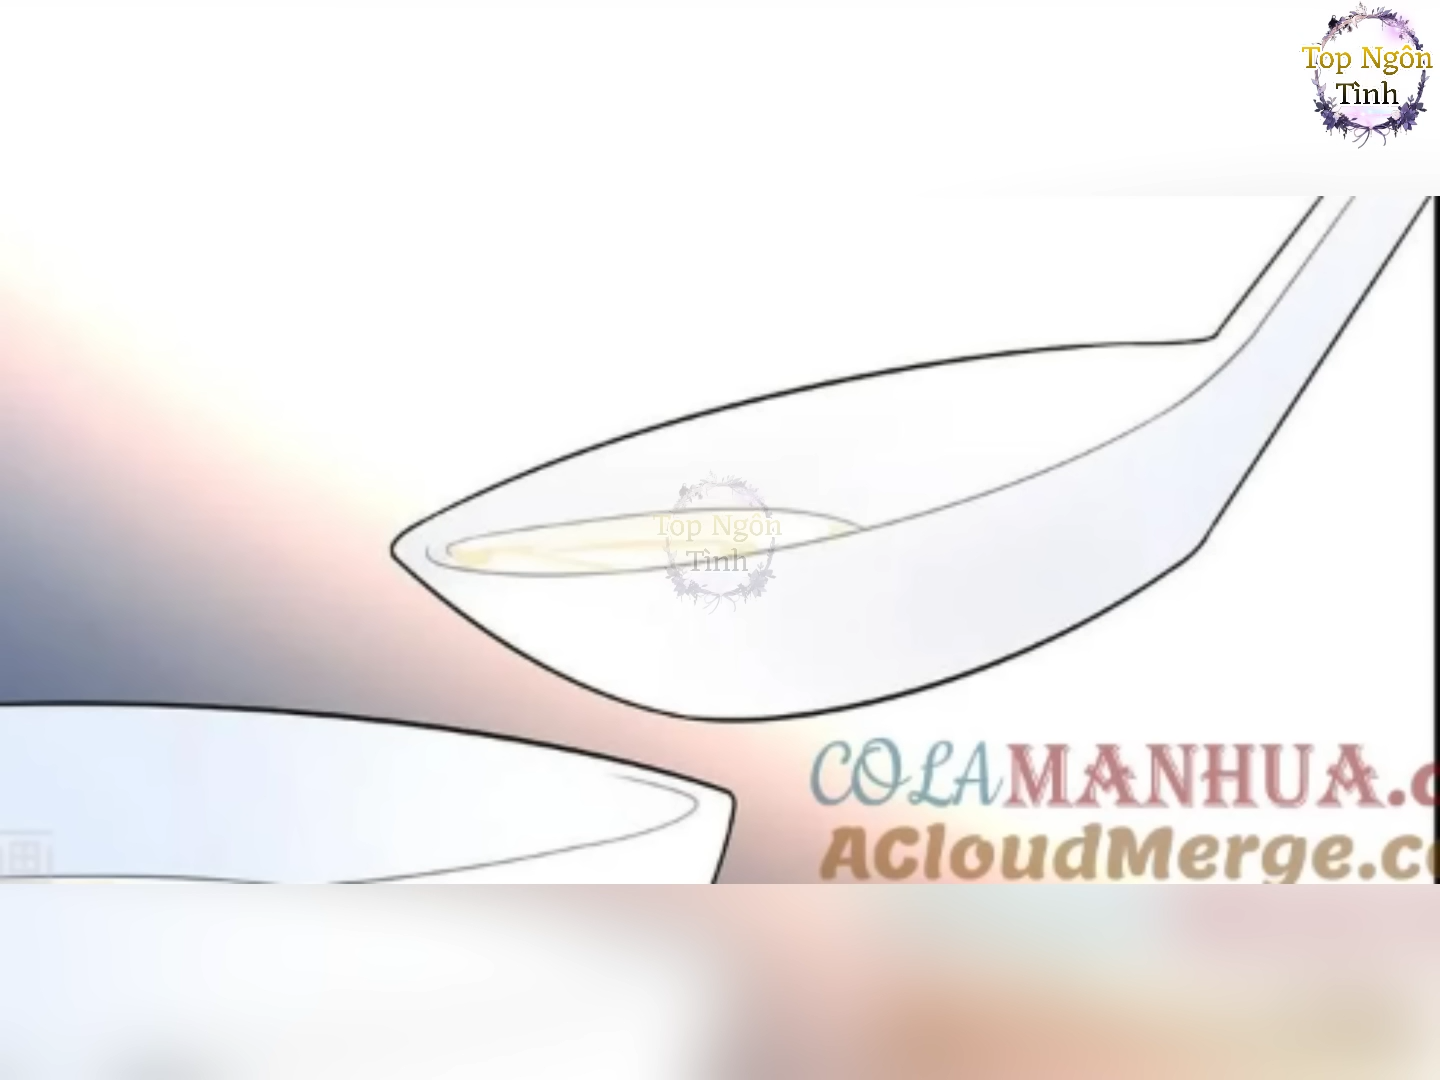 Top Ngôn
Tình
Top Ngôn
Tình
COLAMANHUA.c
ACloudMerge.c